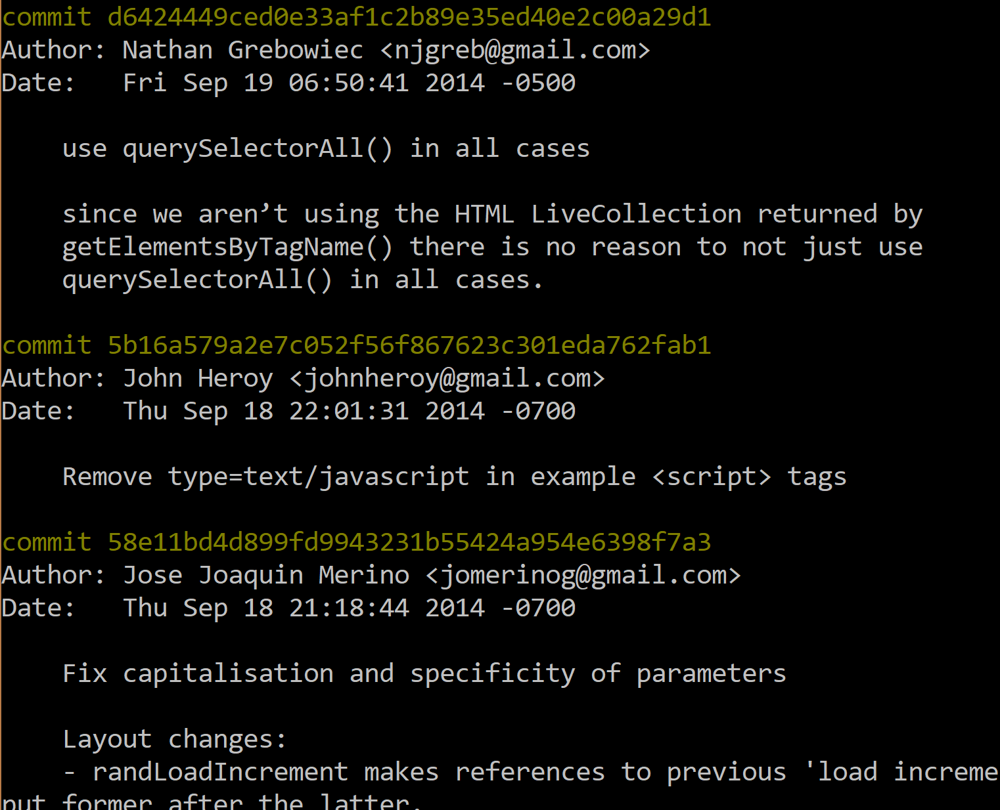 commit d6424449ced0e33af1c2b89e35ed40e2c00a29d1
Author: Nathan Grebowiec <njgreb@gmail.com>
Date:   Fri Sep 19 06:50:41 2014 -0500
use querySelectorAll() in all cases
since we aren’t using the HTML LiveCollection returned by
getElementsByTagName() there is no reason to not just use
querySelectorAll() in all cases.
commit 5b16a579a2e7c052f56f867623c301eda762fab1
Author: John Heroy <johnheroy@gmail.com>
Date:   Thu Sep 18 22:01:31 2014 -0700
Remove type=text/javascript in example <script> tags
commit 58e11bd4d899fd9943231b55424a954e6398f7a3
Author: Jose Joaquin Merino <jomerinog@gmail.com>
Date:   Thu Sep 18 21:18:44 2014 -0700
Fix capitalisation and specificity of parameters
Layout changes:
- randLoadIncrement makes references to previous 'load increme
put former after the latter.